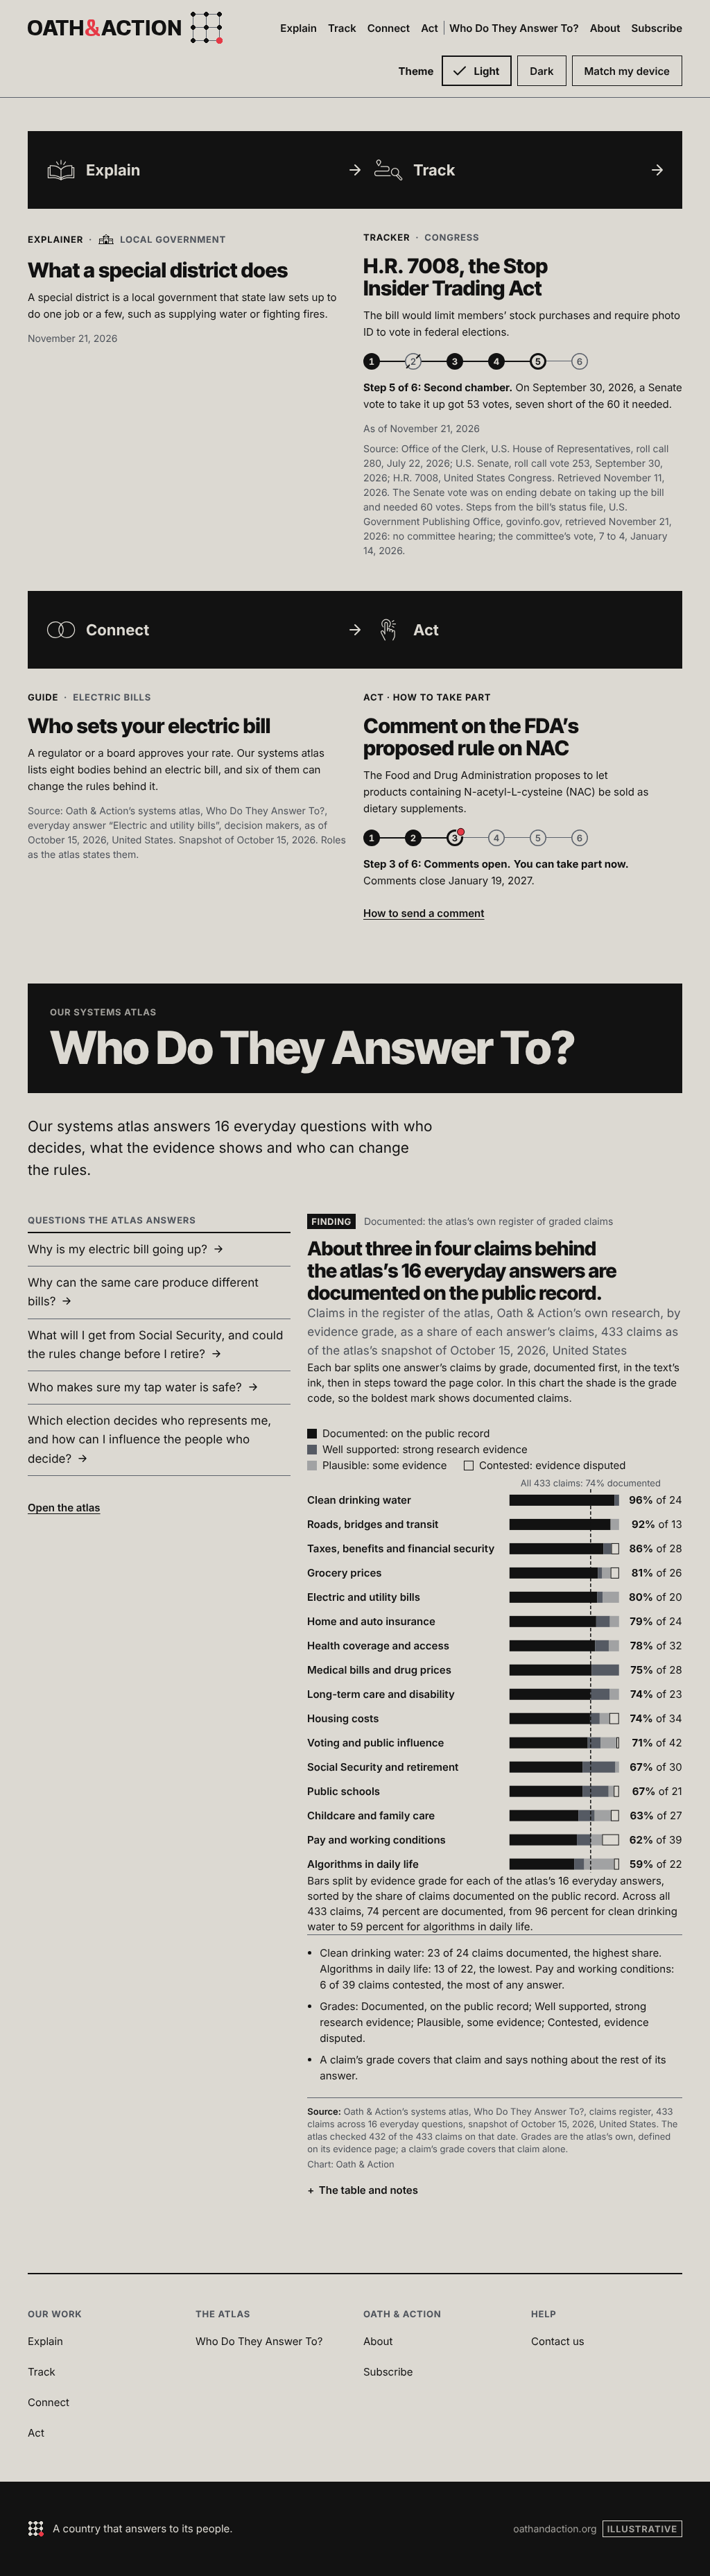 OATH&ACTION
Explain Track Connect Act Who Do They Answer To? About Subscribe
Theme Light Dark Match my device
Explain
Track
EXPLAINER · LOCAL GOVERNMENT
What a special district does
A special district is a local government that state law sets up to
do one job or a few, such as supplying water or fighting fires.
November 21, 2026
TRACKER · CONGRESS
H.R. 7008, the Stop
Insider Trading Act
The bill would limit members’ stock purchases and require photo
ID to vote in federal elections.
1 2 3 4 5 6
Step 5 of 6: Second chamber. On September 30, 2026, a Senate
vote to take it up got 53 votes, seven short of the 60 it needed.
As of November 21, 2026
Source: Office of the Clerk, U.S. House of Representatives, roll call
280, July 22, 2026; U.S. Senate, roll call vote 253, September 30,
2026; H.R. 7008, United States Congress. Retrieved November 11,
2026. The Senate vote was on ending debate on taking up the bill
and needed 60 votes. Steps from the bill’s status file, U.S.
Government Publishing Office, govinfo.gov, retrieved November 21,
2026: no committee hearing; the committee’s vote, 7 to 4, January
14, 2026.
Connect
Act
GUIDE · ELECTRIC BILLS
Who sets your electric bill
A regulator or a board approves your rate. Our systems atlas
lists eight bodies behind an electric bill, and six of them can
change the rules behind it.
Source: Oath & Action’s systems atlas, Who Do They Answer To?,
everyday answer “Electric and utility bills”, decision makers, as of
October 15, 2026, United States. Snapshot of October 15, 2026. Roles
as the atlas states them.
ACT · HOW TO TAKE PART
Comment on the FDA’s
proposed rule on NAC
The Food and Drug Administration proposes to let
products containing N-acetyl-L-cysteine (NAC) be sold as
dietary supplements.
1 2 3 4 5 6
Step 3 of 6: Comments open. You can take part now.
Comments close January 19, 2027.
How to send a comment
OUR SYSTEMS ATLAS
Who Do They Answer To?
Our systems atlas answers 16 everyday questions with who
decides, what the evidence shows and who can change
the rules.
QUESTIONS THE ATLAS ANSWERS
Why is my electric bill going up?
Why can the same care produce different
bills?
What will I get from Social Security, and could
the rules change before I retire?
Who makes sure my tap water is safe?
Which election decides who represents me,
and how can I influence the people who
decide?
Open the atlas
FINDING Documented: the atlas’s own register of graded claims
About three in four claims behind
the atlas’s 16 everyday answers are
documented on the public record.
Claims in the register of the atlas, Oath & Action’s own research, by
evidence grade, as a share of each answer’s claims, 433 claims as
of the atlas’s snapshot of October 15, 2026, United States
Each bar splits one answer’s claims by grade, documented first, in the text’s
ink, then in steps toward the page color. In this chart the shade is the grade
code, so the boldest mark shows documented claims.
Documented: on the public record
Well supported: strong research evidence
Plausible: some evidence Contested: evidence disputed
All 433 claims: 74% documented
Clean drinking water 96% of 24
Roads, bridges and transit 92% of 13
Taxes, benefits and financial security 86% of 28
Grocery prices 81% of 26
Electric and utility bills 80% of 20
Home and auto insurance 79% of 24
Health coverage and access 78% of 32
Medical bills and drug prices 75% of 28
Long-term care and disability 74% of 23
Housing costs 74% of 34
Voting and public influence 71% of 42
Social Security and retirement 67% of 30
Public schools 67% of 21
Childcare and family care 63% of 27
Pay and working conditions 62% of 39
Algorithms in daily life 59% of 22
Bars split by evidence grade for each of the atlas’s 16 everyday answers,
sorted by the share of claims documented on the public record. Across all
433 claims, 74 percent are documented, from 96 percent for clean drinking
water to 59 percent for algorithms in daily life.
• Clean drinking water: 23 of 24 claims documented, the highest share.
Algorithms in daily life: 13 of 22, the lowest. Pay and working conditions:
6 of 39 claims contested, the most of any answer.
• Grades: Documented, on the public record; Well supported, strong
research evidence; Plausible, some evidence; Contested, evidence
disputed.
• A claim’s grade covers that claim and says nothing about the rest of its
answer.
Source: Oath & Action’s systems atlas, Who Do They Answer To?, claims register, 433
claims across 16 everyday questions, snapshot of October 15, 2026, United States. The
atlas checked 432 of the 433 claims on that date. Grades are the atlas’s own, defined
on its evidence page; a claim’s grade covers that claim alone.
Chart: Oath & Action
+ The table and notes
OUR WORK
Explain
Track
Connect
Act
THE ATLAS
Who Do They Answer To?
OATH & ACTION
About
Subscribe
HELP
Contact us
A country that answers to its people.
oathandaction.org ILLUSTRATIVE